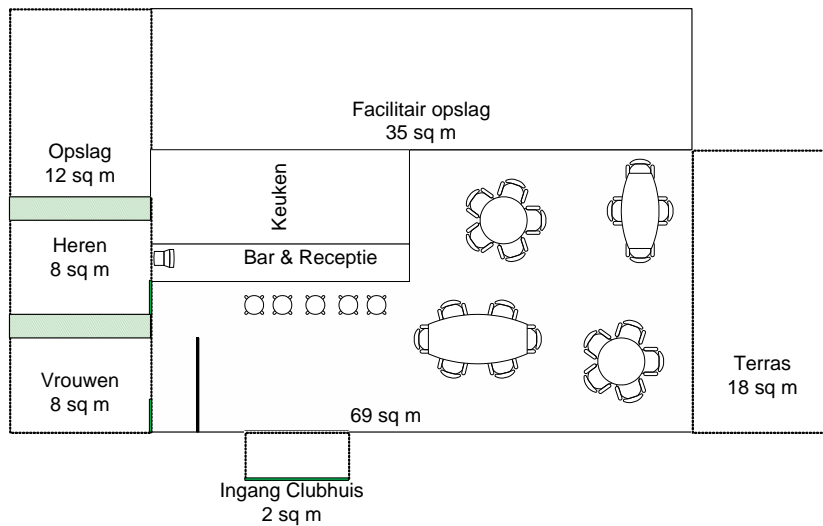 Facilitair opslag
35 sq m
Opslag
12 sq m
Keuken
Heren
8 sq m
Bar & Receptie
Vrouwen
8 sq m
Terras
18 sq m
69 sq m
Ingang Clubhuis
2 sq m